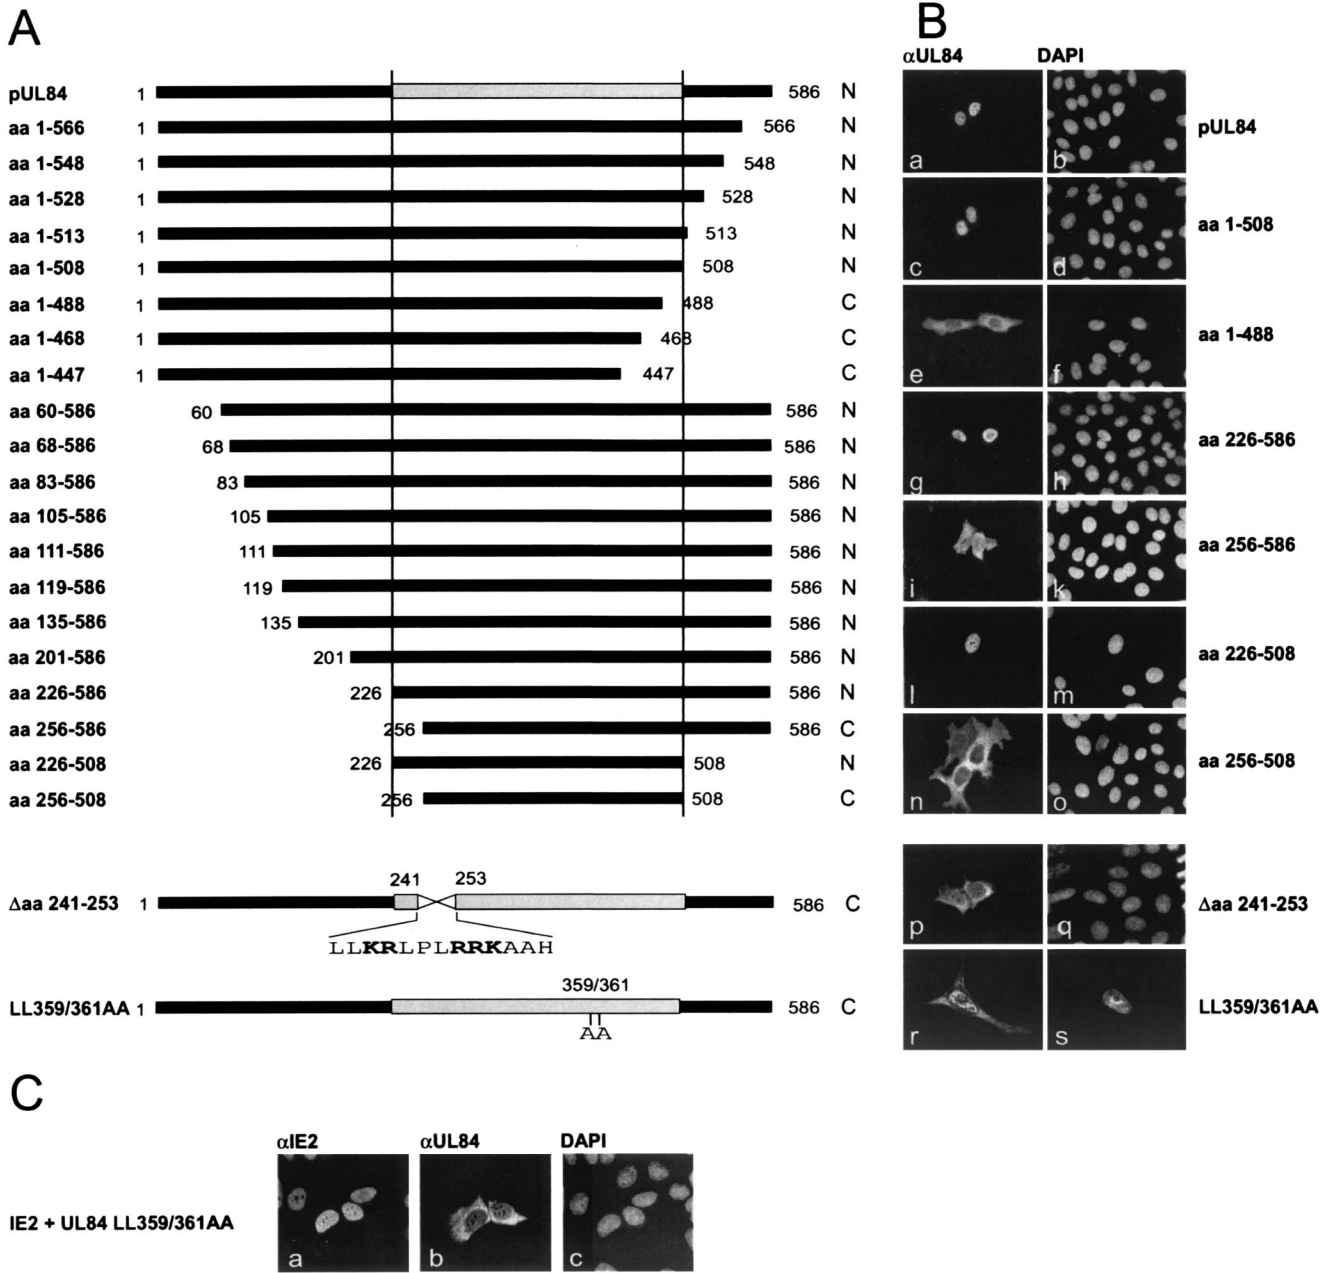 A
pUL84 1 586 N
aa 1-566 1 566 N
aa 1-548 1 548 N
aa 1-528 1 528 N
aa 1-513 1 513 N
aa 1-508 1 508 N
aa 1-488 1 488 C
aa 1-468 1 468 C
aa 1-447 1 447 C
aa 60-586 60 586 N
aa 68-586 68 586 N
aa 83-586 83 586 N
aa 105-586 105 586 N
aa 111-586 111 586 N
aa 119-586 119 586 N
aa 135-586 135 586 N
aa 201-586 201 586 N
aa 226-586 226 586 N
aa 256-586 256 586 C
aa 226-508 226 508 N
aa 256-508 256 508 C
241 253
Δaa 241-253 1 586 C
LLKRLPLRRKAAH
359/361
LL359/361AA 1 586 C
AA
B
αUL84 DAPI
a b pUL84
c d aa 1-508
e f aa 1-488
g h aa 226-586
i k aa 256-586
l m aa 226-508
n o aa 256-508
p q Δaa 241-253
r s LL359/361AA
C
αIE2 αUL84 DAPI
IE2 + UL84 LL359/361AA
a b c